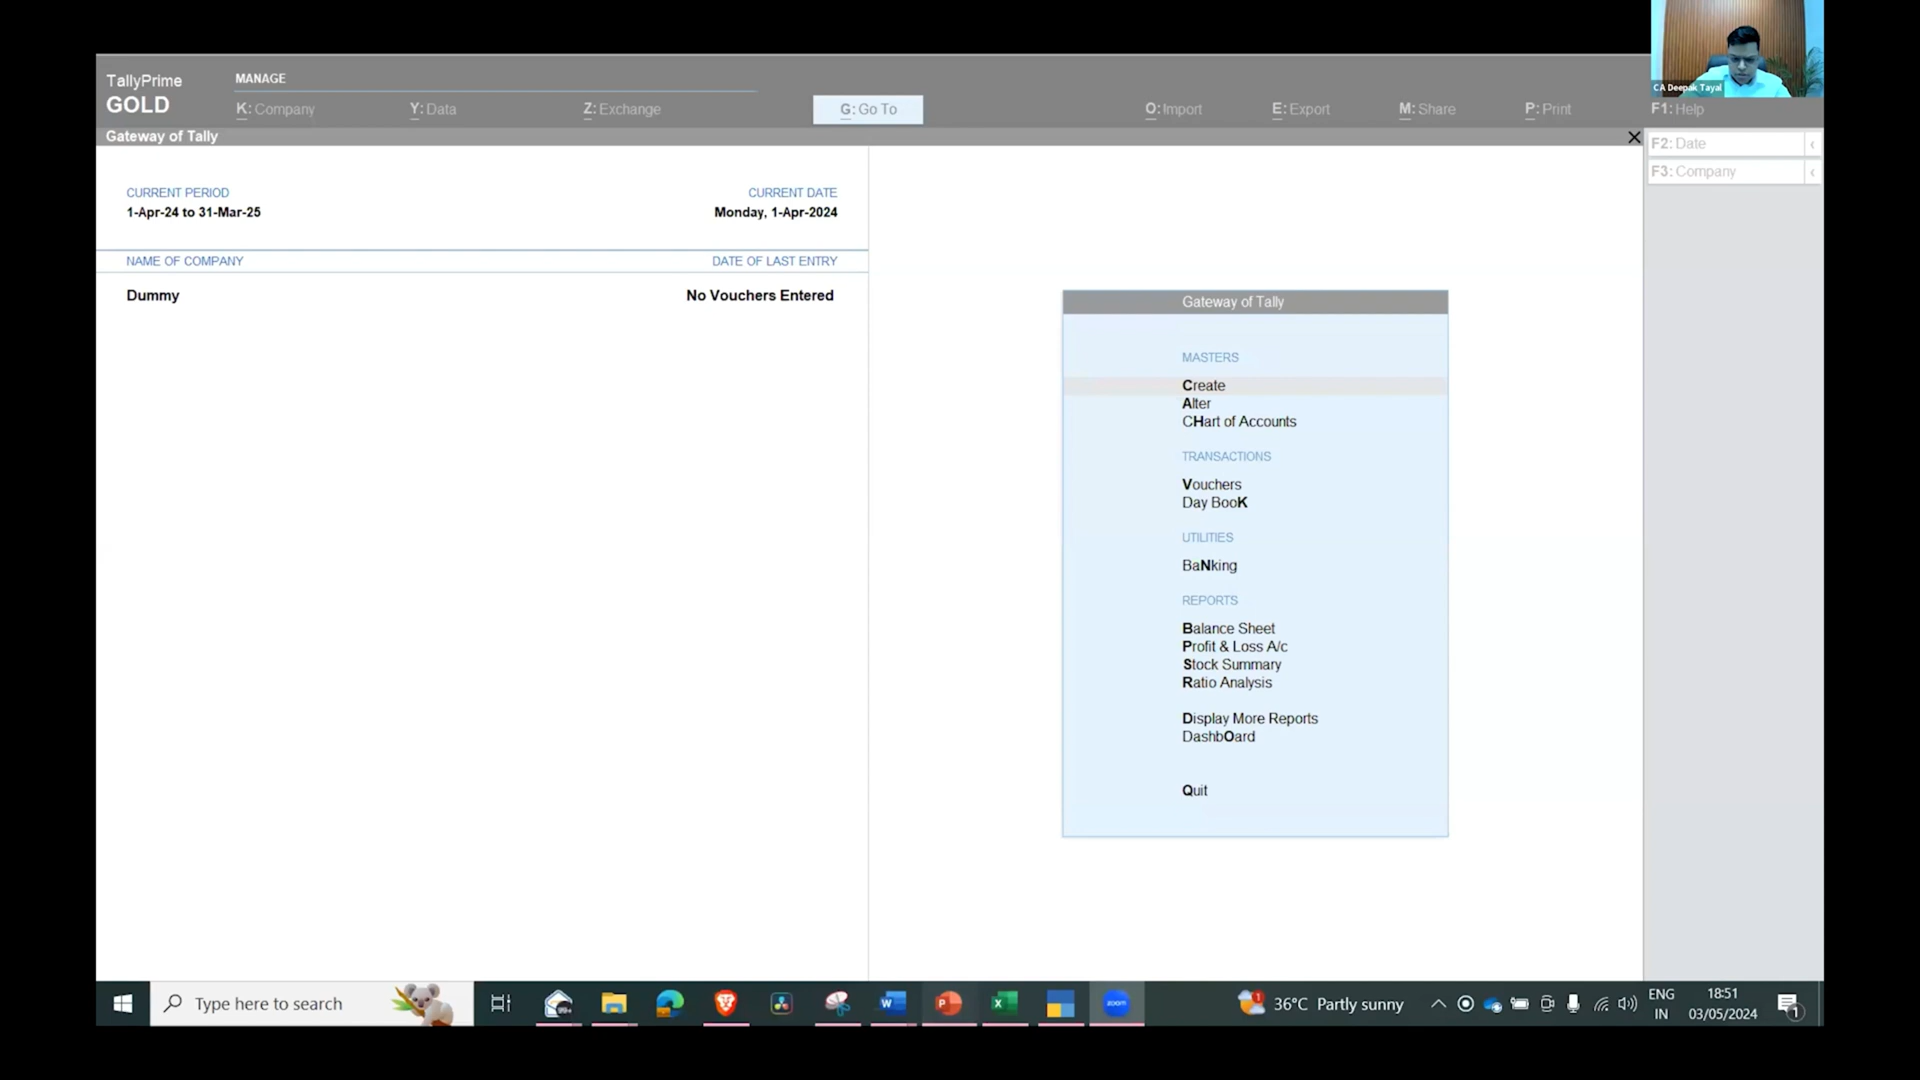 CA Deepak Tayal
TallyPrime
GOLD
MANAGE
K: Company
Y: Data
Z: Exchange
G: Go To
O: Import
E: Export
M: Share
P: Print
F1: Help
Gateway of Tally
F2: Date
F3: Company
CURRENT PERIOD
CURRENT DATE
1-Apr-24 to 31-Mar-25
Monday, 1-Apr-2024
NAME OF COMPANY
DATE OF LAST ENTRY
Dummy
No Vouchers Entered
Gateway of Tally
MASTERS
Create
Alter
CHart of Accounts
TRANSACTIONS
Vouchers
Day BooK
UTILITIES
BaNking
REPORTS
Balance Sheet
Profit & Loss A/c
Stock Summary
Ratio Analysis
Display More Reports
DashbOard
Quit
Type here to search
zoom
1
36°C Partly sunny
ENG
IN
18:51
03/05/2024
1